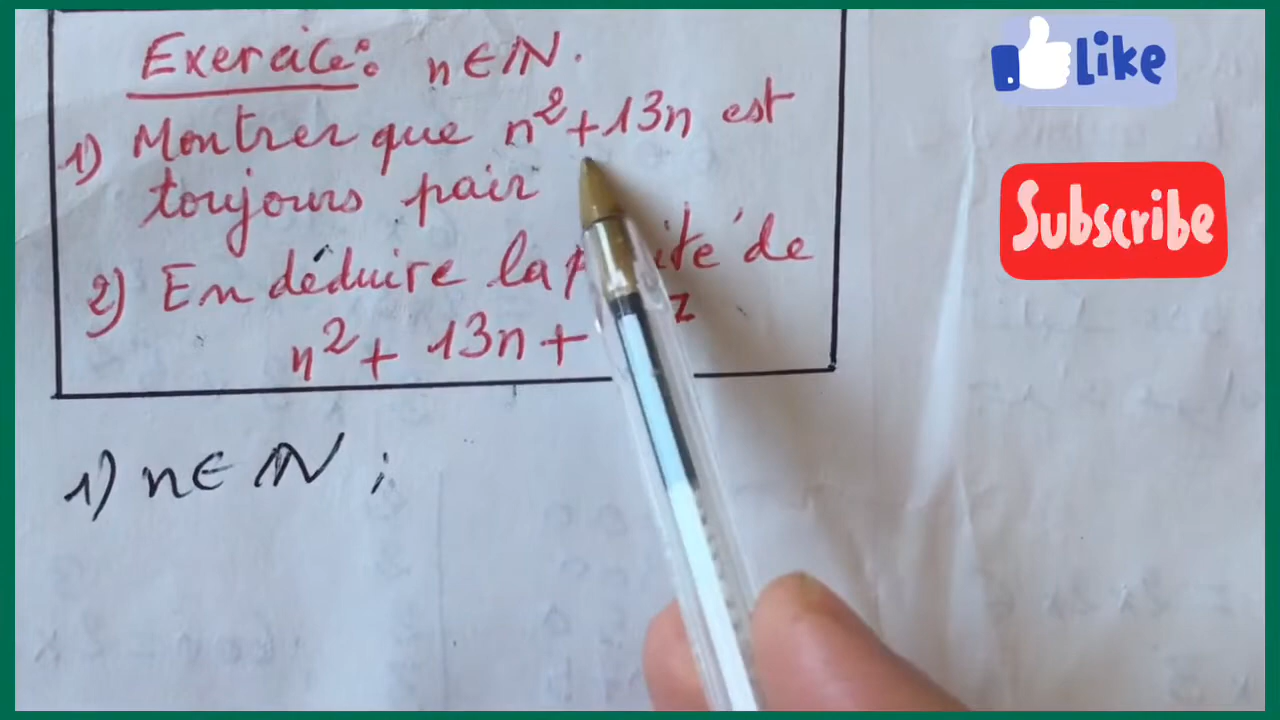 Exercice: n∈ℕ.
1) Montrer que n²+13n est
toujours pair
2) En déduire la de
n²+ 13n+
1) n∈ℕ ;
Like
Subscribe